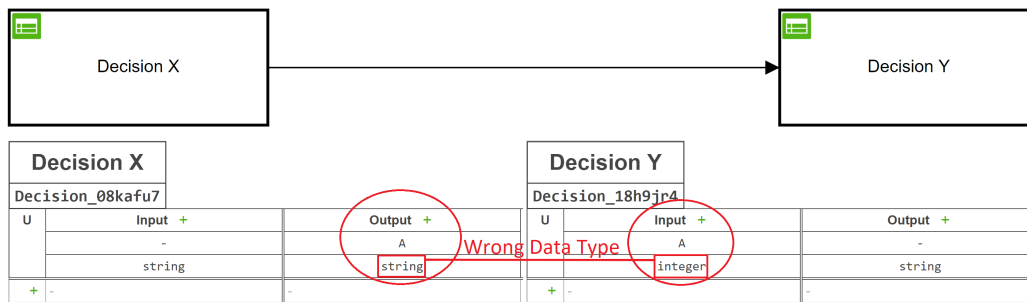 Decision X
Decision Y
Decision X
Decision_08kafu7
U Input + Output +
- A
string string
+ - -
Wrong Data Type
Decision Y
Decision_18h9jr4
U Input + Output +
A -
integer string
+ - -